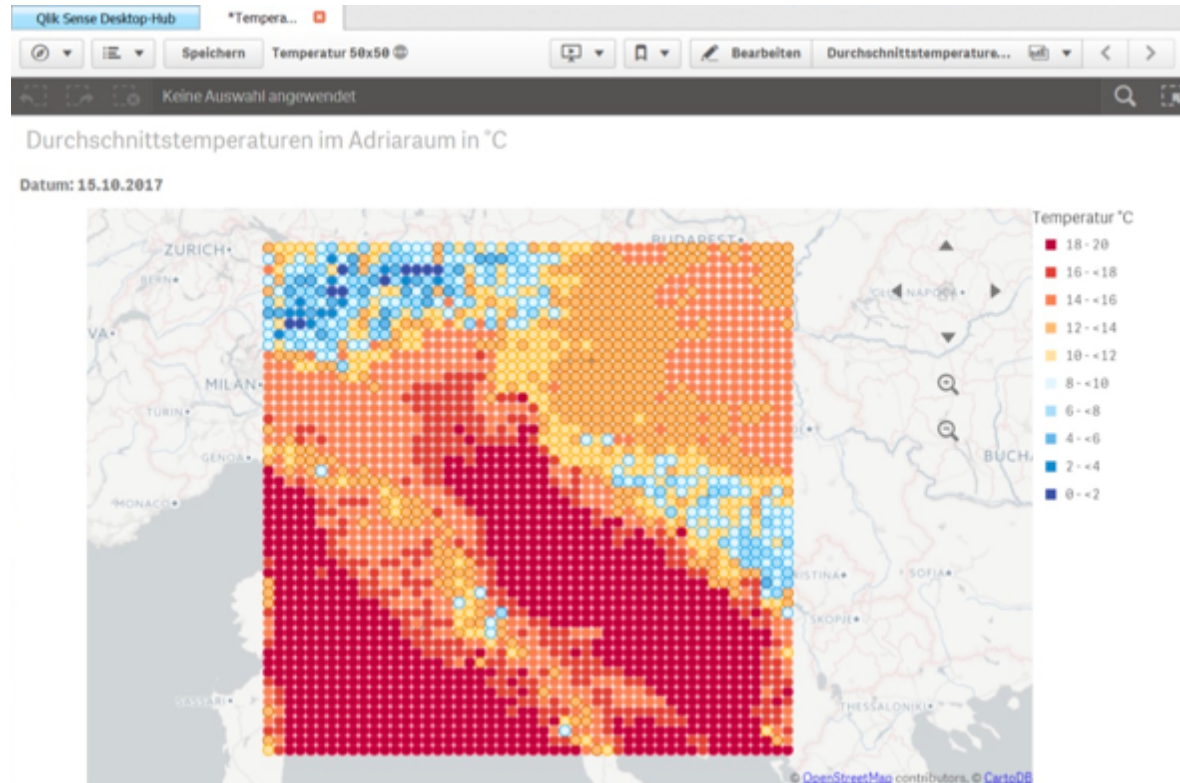 Qlik Sense Desktop-Hub
*Tempera...
Speichern
Temperatur 50x50
Bearbeiten
Durchschnittstemperature...
Keine Auswahl angewendet
Durchschnittstemperaturen im Adriaraum in °C
Datum: 15.10.2017
Temperatur °C
18-20
16-<18
14-<16
12-<14
10-<12
8-<10
6-<8
4-<6
2-<4
0-<2
ZURICH
BERN
BUDAPEST
MILAN
TURIN
GENOA
MONACO
BUCH
SOFIA
SKOPJE
SASSARI
THESSALONIKI
© OpenStreetMap contributors, © CartoDB